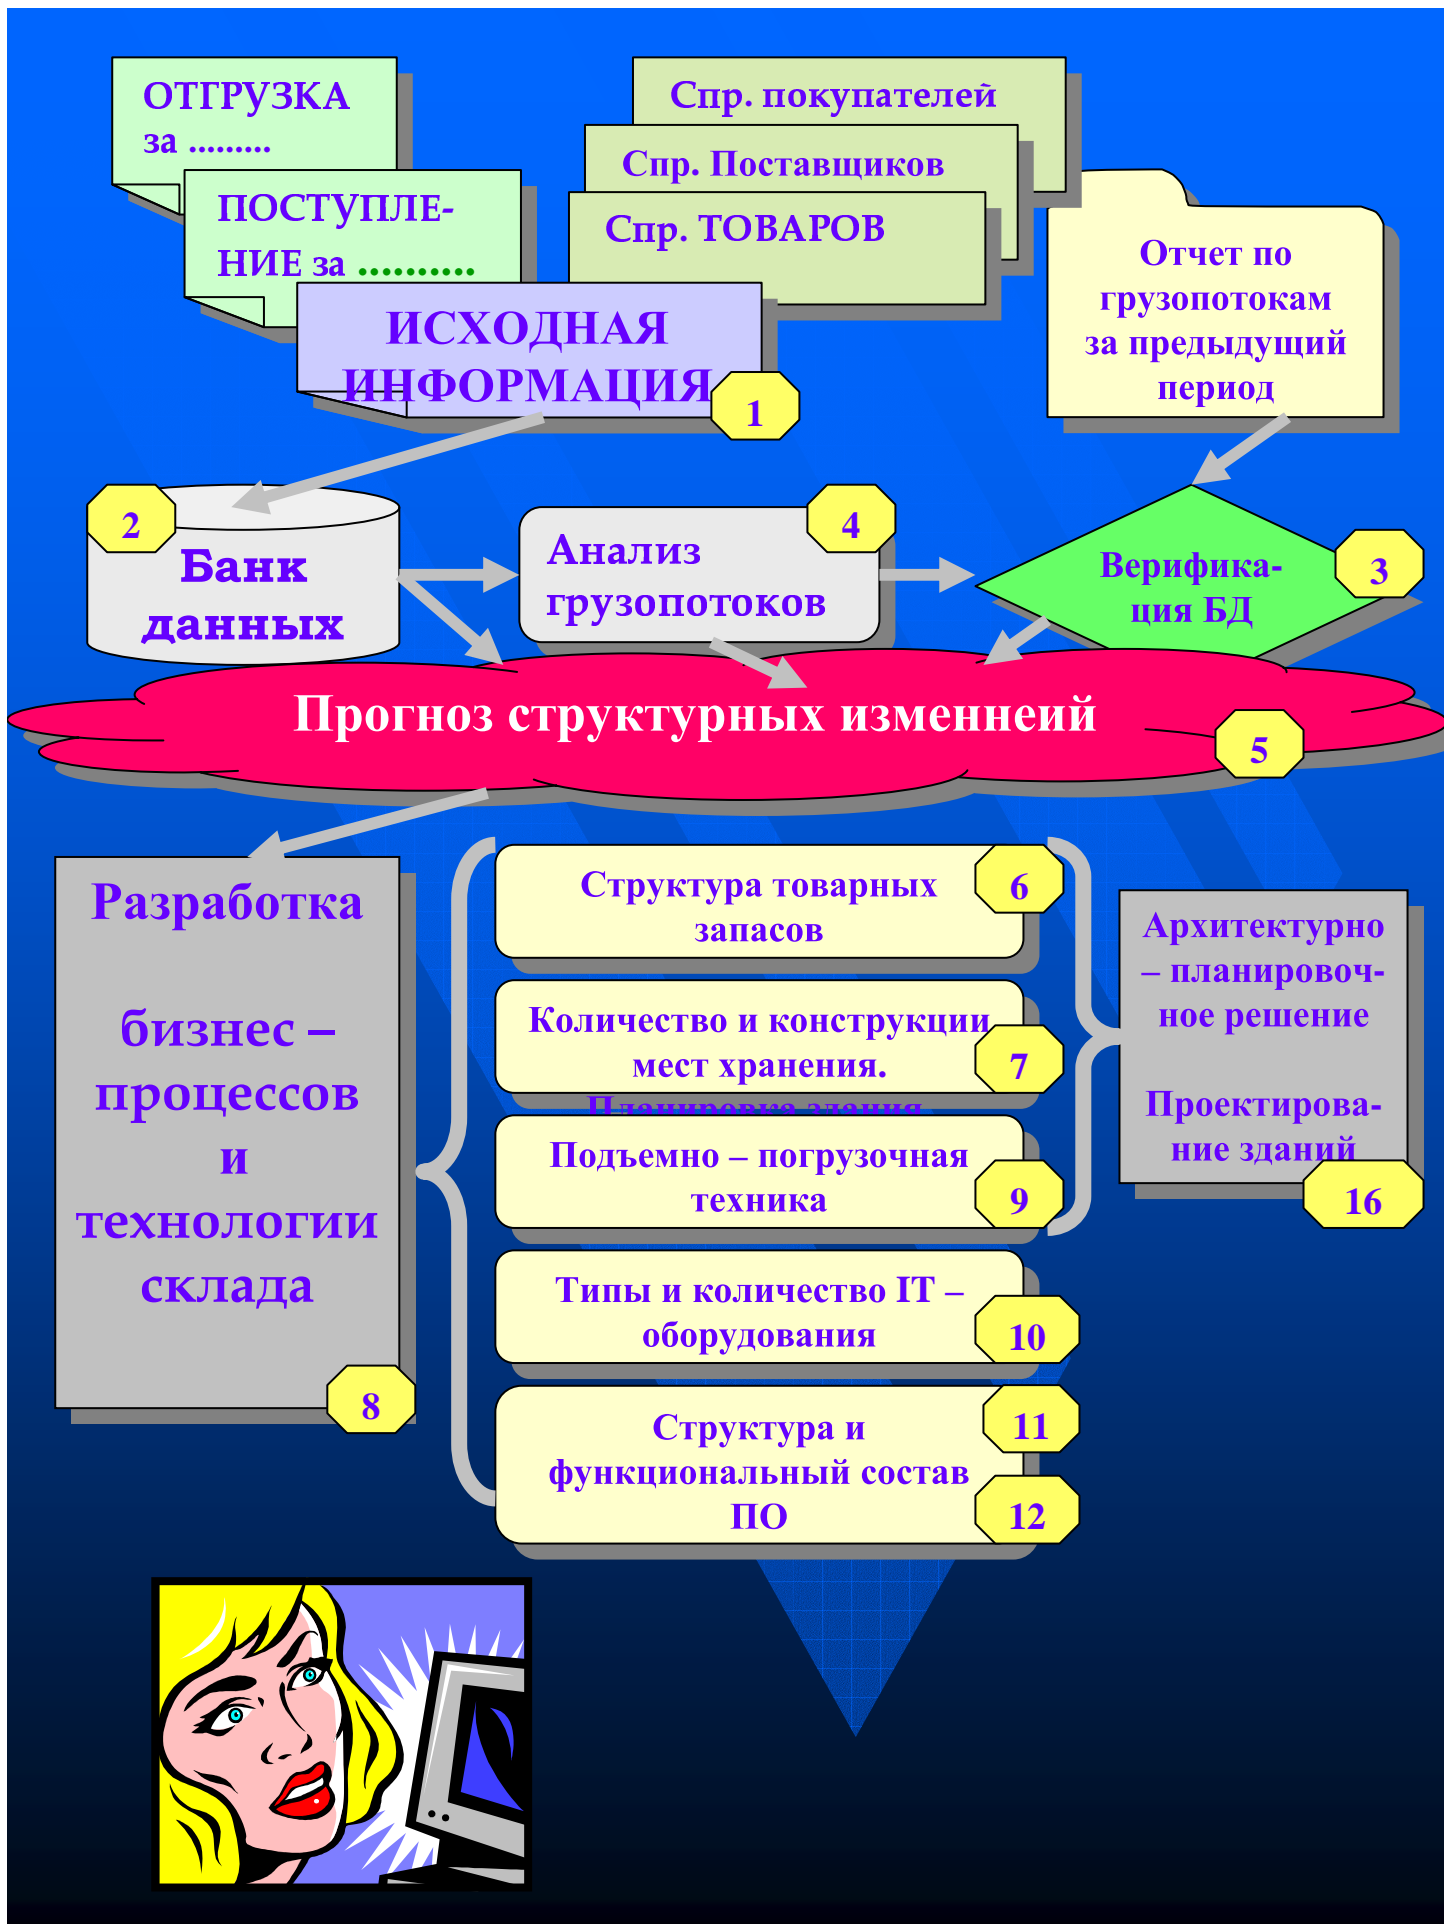 ОТГРУЗКА
за .........
ПОСТУПЛЕ-
НИЕ за ..........
Спр. покупателей
Спр. Поставщиков
Спр. ТОВАРОВ
ИСХОДНАЯ
ИНФОРМАЦИЯ
1
Отчет по
грузопотокам
за предыдущий
период
2
Банк
данных
4
Анализ
грузопотоков
Верифика-
ция БД
3
Прогноз структурных изменнеий
5
Разработка
бизнес –
процессов
и
технологии
склада
8
Структура товарных
запасов
6
Количество и конструкции
мест хранения.
Планировка здания
7
Подъемно – погрузочная
техника
9
Типы и количество IT –
оборудования
10
Структура и
функциональный состав
ПО
11
12
Архитектурно
– планировоч-
ное решение
Проектирова-
ние зданий
16